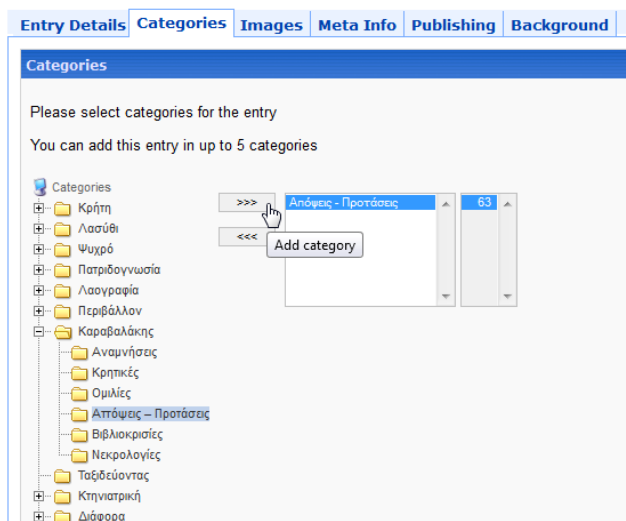 Entry Details Categories Images Meta Info Publishing Background
Categories
Please select categories for the entry
You can add this entry in up to 5 categories
Categories
>>> Απόψεις - Προτάσεις 63
Κρήτη
Λασύθι
<<< Add category
Ψυχρό
Πατριδογνωσία
Λαογραφία
Περιβάλλον
Καραβαλάκης
Αναμνήσεις
Κρητικές
Ομιλίες
Απόψεις – Προτάσεις
Βιβλιοκρισίες
Νεκρολογίες
Ταξιδεύοντας
Κτηνιατρική
Διάφορα